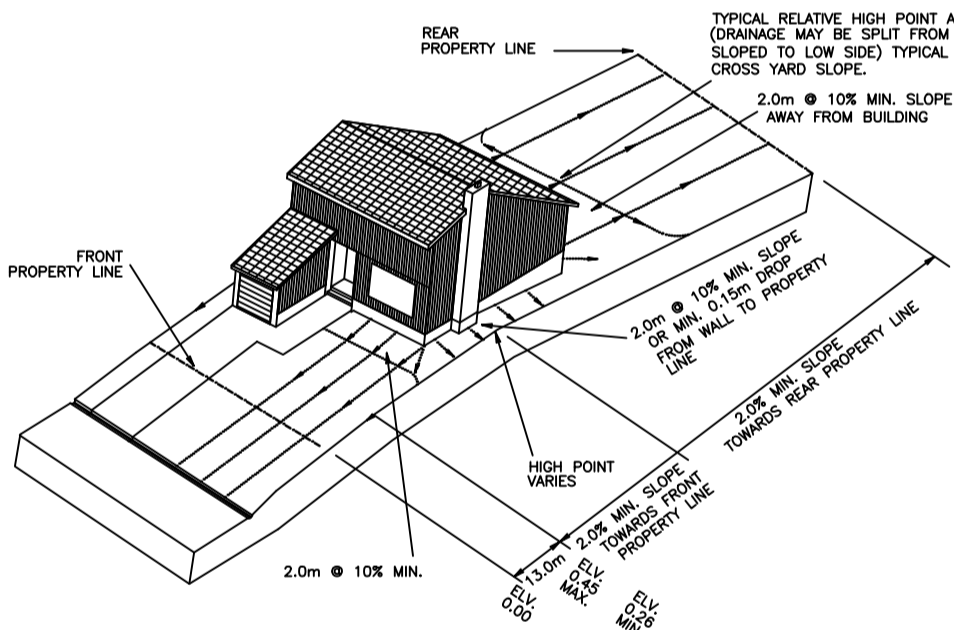 REAR
PROPERTY LINE
TYPICAL RELATIVE HIGH POINT
(DRAINAGE MAY BE SPLIT FROM
SLOPED TO LOW SIDE) TYPICAL
CROSS YARD SLOPE.
2.0m @ 10% MIN. SLOPE
AWAY FROM BUILDING
FRONT
PROPERTY LINE
2.0m @ 10% MIN. SLOPE
OR MIN. 0.15m DROP
FROM WALL TO PROPERTY
LINE
2.0% MIN. SLOPE
TOWARDS REAR PROPERTY LINE
HIGH POINT
VARIES
2.0% MIN. SLOPE
TOWARDS FRONT
PROPERTY LINE
2.0m @ 10% MIN.
13.0m
ELV.
0.00
ELV.
0.45
MAX.
ELV.
0.26
MIN.